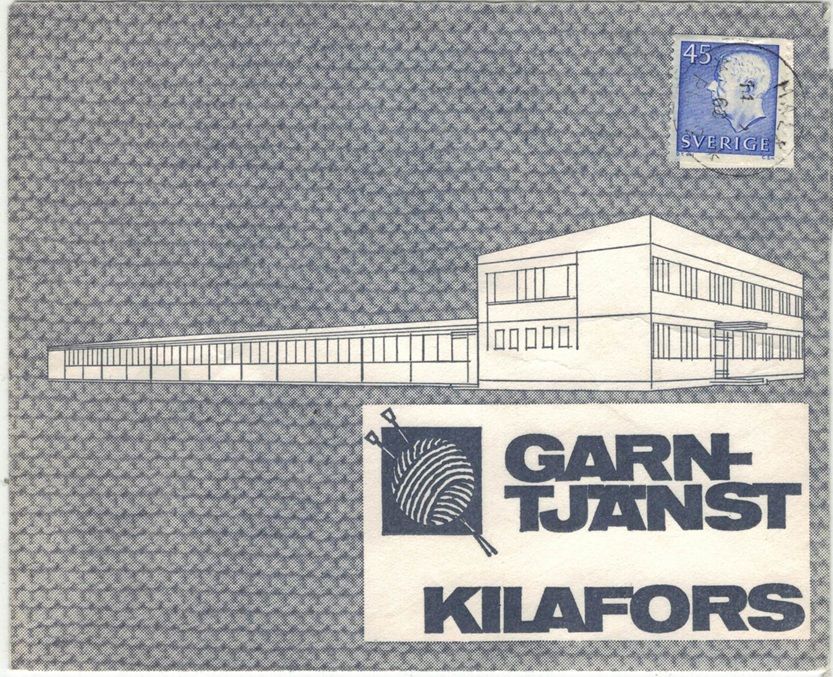 45
SVERIGE
GARN-
TJÄNST
KILAFORS